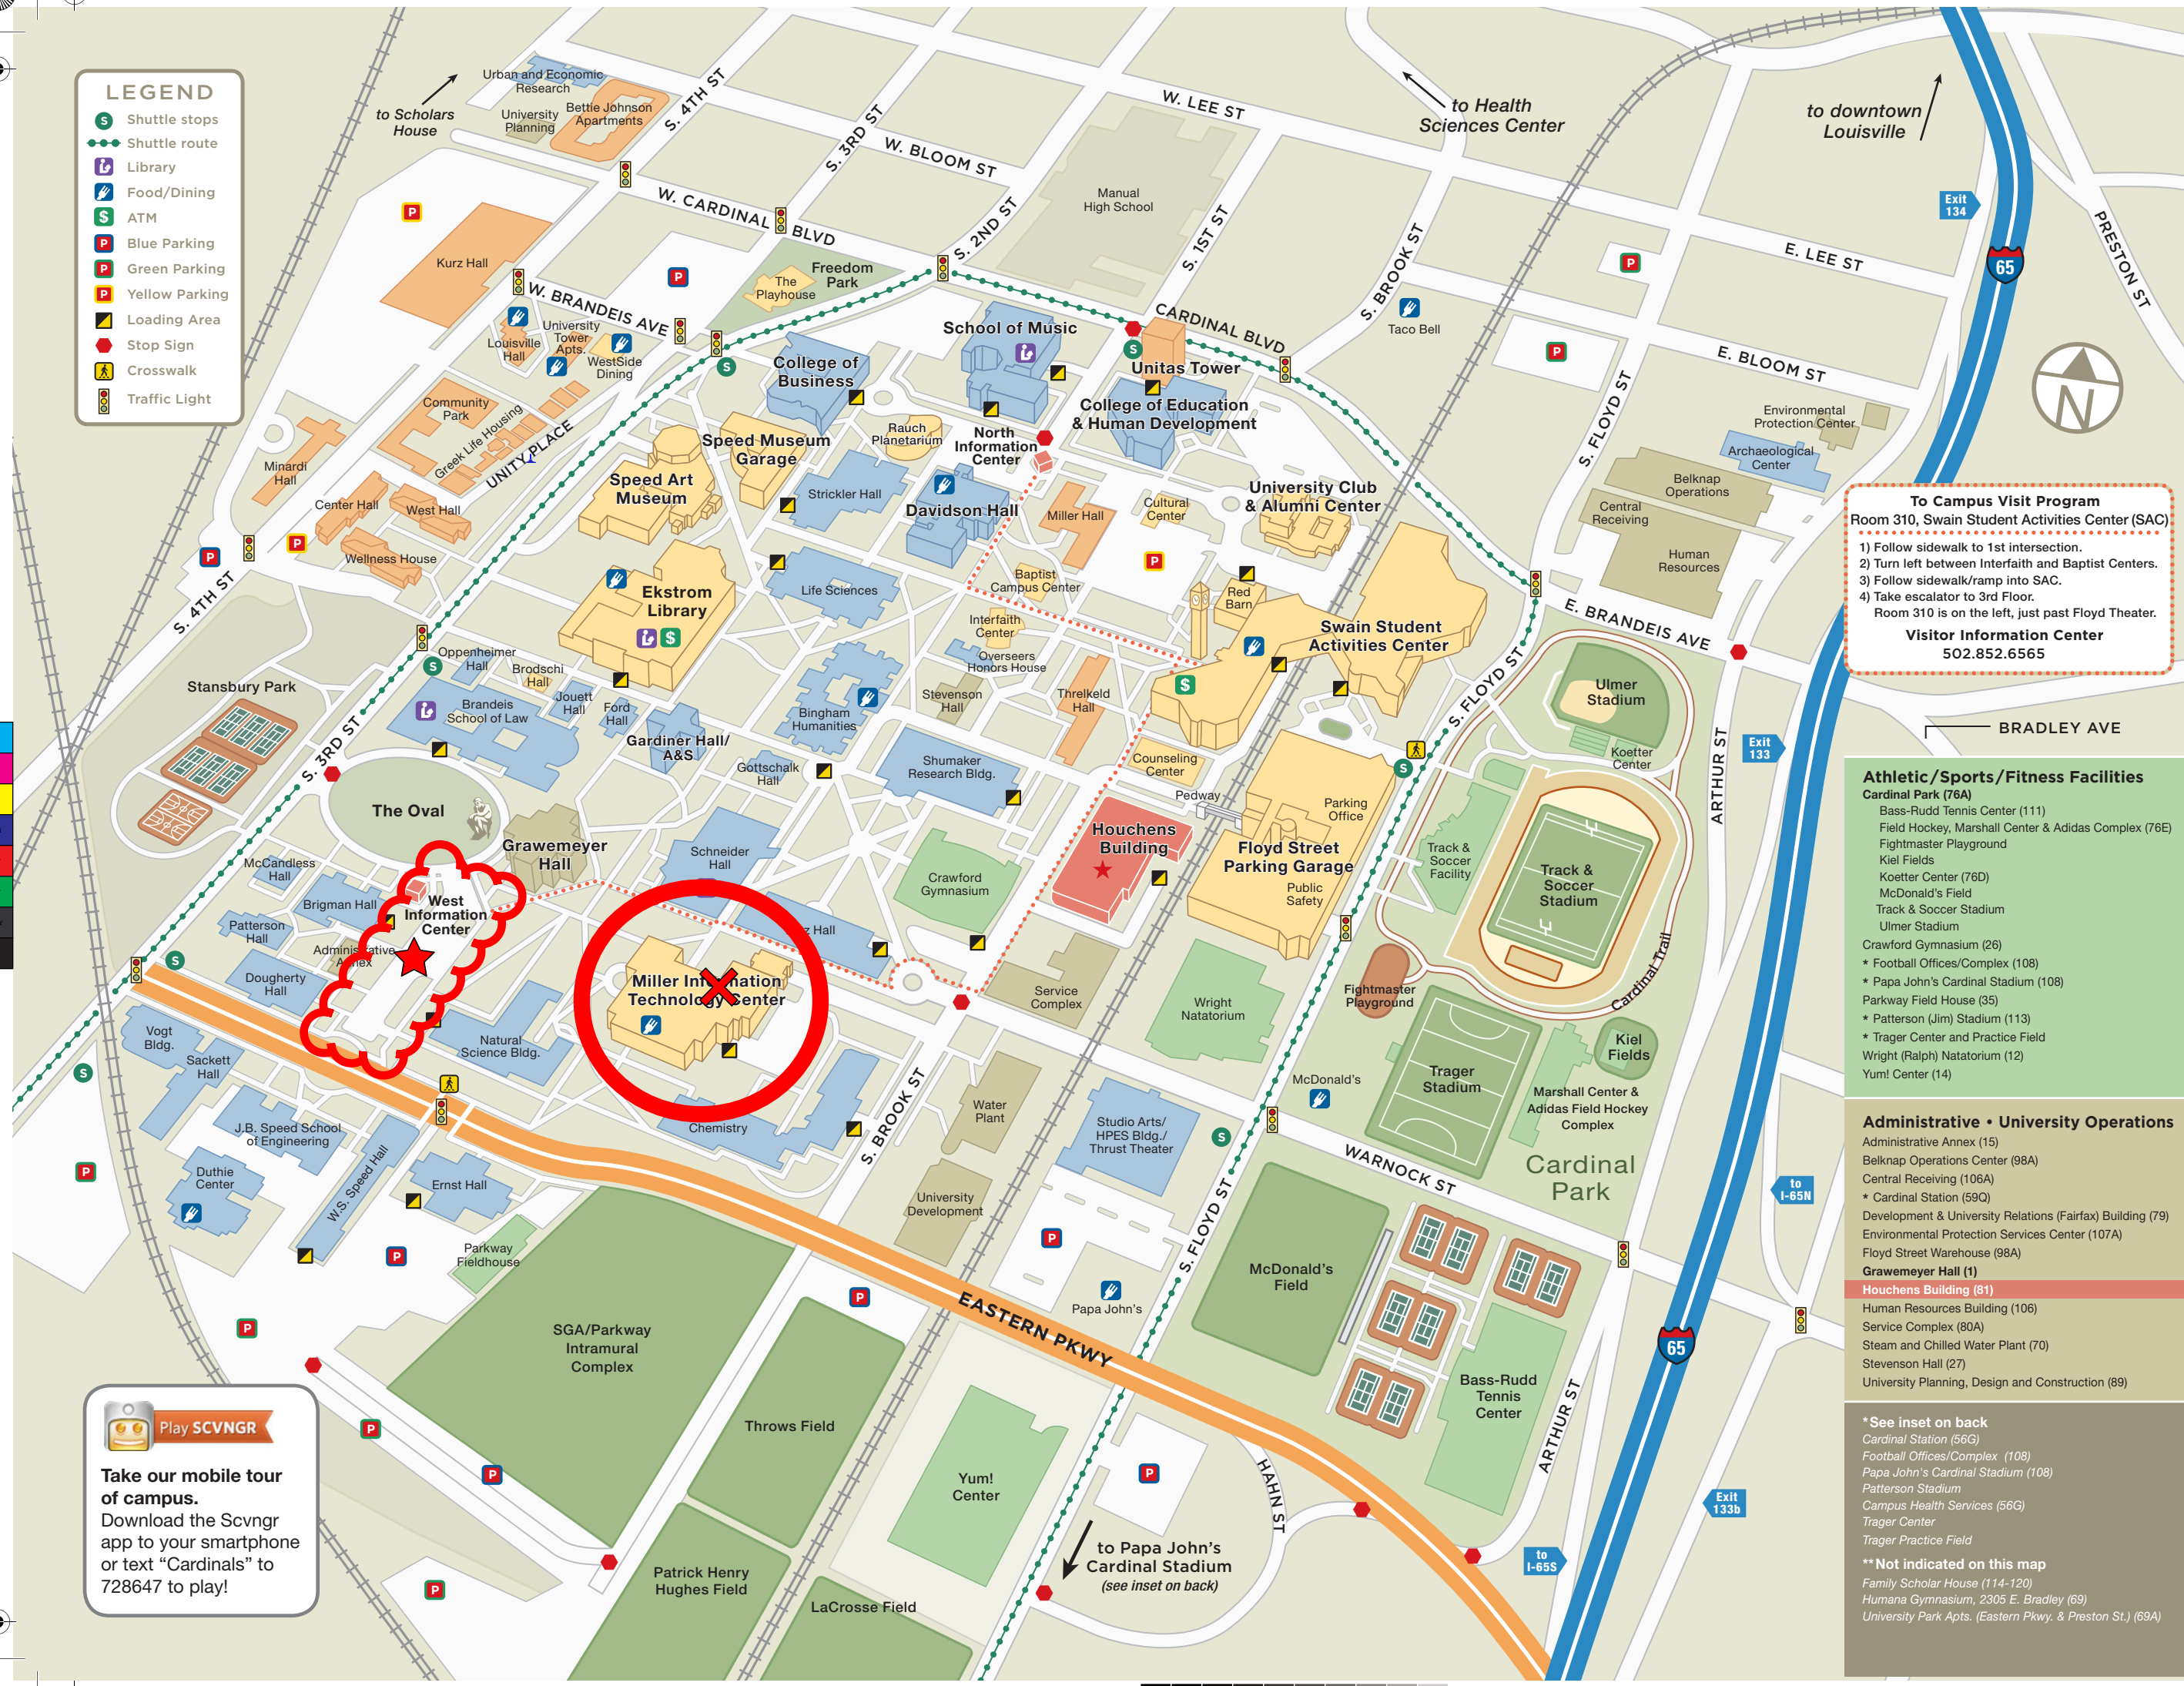 LEGEND
Shuttle stops
Shuttle route
Library
Food/Dining
ATM
Blue Parking
Green Parking
Yellow Parking
Loading Area
Stop Sign
Crosswalk
Traffic Light
to Scholars
House
Urban and Economic
Research
University
Planning
Bettie Johnson
Apartments
S. 4TH ST
S. 3RD ST
W. LEE ST
W. BLOOM ST
W. CARDINAL BLVD
S. 2ND ST
S. 1ST ST
Manual
High School
to Health
Sciences Center
to downtown
Louisville
Exit
134
65
PRESTON ST
E. LEE ST
S. BROOK ST
Taco Bell
E. BLOOM ST
S. FLOYD ST
N
Kurz Hall
W. BRANDEIS AVE
The
Playhouse
Freedom
Park
Louisville
Hall
University
Tower
Apts.
WestSide
Dining
College of
Business
School of Music
CARDINAL BLVD
Unitas Tower
College of Education
& Human Development
Community
Park
Greek Life Housing
UNITY PLACE
Minardi
Hall
Center Hall
West Hall
Wellness House
S. 4TH ST
Speed Museum
Garage
Speed Art
Museum
Rauch
Planetarium
North
Information
Center
Strickler Hall
Davidson Hall
Miller Hall
Cultural
Center
University Club
& Alumni Center
Environmental
Protection Center
Archaeological
Center
Belknap
Operations
Central
Receiving
Human
Resources
E. BRANDEIS AVE
To Campus Visit Program
Room 310, Swain Student Activities Center (SAC)
1) Follow sidewalk to 1st intersection.
2) Turn left between Interfaith and Baptist Centers.
3) Follow sidewalk/ramp into SAC.
4) Take escalator to 3rd Floor.
Room 310 is on the left, just past Floyd Theater.
Visitor Information Center
502.852.6565
Ekstrom
Library
Life Sciences
Baptist
Campus Center
Interfaith
Center
Overseers
Honors House
Red
Barn
Swain Student
Activities Center
Stevenson
Hall
Threlkeld
Hall
Bingham
Humanities
Oppenheimer
Hall
Brodschi
Hall
Jouett
Hall
Ford
Hall
Brandeis
School of Law
Gardiner Hall/
A&S
Gottschalk
Hall
Shumaker
Research Bldg.
Counseling
Center
Pedway
S. FLOYD ST
Ulmer
Stadium
Koetter
Center
ARTHUR ST
Exit
133
BRADLEY AVE
Stansbury Park
S. 3RD ST
The Oval
Grawemeyer
Hall
Schneider
Hall
Crawford
Gymnasium
Houchens
Building
Floyd Street
Parking Garage
Parking
Office
Public
Safety
Track &
Soccer
Facility
Track &
Soccer
Stadium
Cardinal Trail
McCandless
Hall
Brigman Hall
West
Information
Center
Patterson
Hall
Dougherty
Hall
z Hall
Service
Complex
Wright
Natatorium
Fightmaster
Playground
Kiel
Fields
Trager
Stadium
Marshall Center &
Adidas Field Hockey
Complex
Cardinal
Park
McDonald's
Vogt
Bldg.
Sackett
Hall
Natural
Science Bldg.
Chemistry
S. BROOK ST
Water
Plant
Studio Arts/
HPES Bldg./
Thrust Theater
WARNOCK ST
to
I-65N
J.B. Speed School
of Engineering
Duthie
Center
W.S. Speed Hall
Ernst Hall
Parkway
Fieldhouse
University
Development
S. FLOYD ST
McDonald's
Field
Papa John's
EASTERN PKWY
65
SGA/Parkway
Intramural
Complex
Throws Field
Yum!
Center
Bass-Rudd
Tennis
Center
ARTHUR ST
HAHN ST
Exit
133b
to
I-65S
to Papa John's
Cardinal Stadium
(see inset on back)
Patrick Henry
Hughes Field
LaCrosse Field
Play SCVNGR
Take our mobile tour
of campus.
Download the Scvngr
app to your smartphone
or text “Cardinals” to
728647 to play!
Athletic/Sports/Fitness Facilities
Cardinal Park (76A)
Bass-Rudd Tennis Center (111)
Field Hockey, Marshall Center & Adidas Complex (76E)
Fightmaster Playground
Kiel Fields
Koetter Center (76D)
McDonald's Field
Track & Soccer Stadium
Ulmer Stadium
Crawford Gymnasium (26)
* Football Offices/Complex (108)
* Papa John's Cardinal Stadium (108)
Parkway Field House (35)
* Patterson (Jim) Stadium (113)
* Trager Center and Practice Field
Wright (Ralph) Natatorium (12)
Yum! Center (14)
Administrative • University Operations
Administrative Annex (15)
Belknap Operations Center (98A)
Central Receiving (106A)
* Cardinal Station (59Q)
Development & University Relations (Fairfax) Building (79)
Environmental Protection Services Center (107A)
Floyd Street Warehouse (98A)
Grawemeyer Hall (1)
Houchens Building (81)
Human Resources Building (106)
Service Complex (80A)
Steam and Chilled Water Plant (70)
Stevenson Hall (27)
University Planning, Design and Construction (89)
*See inset on back
Cardinal Station (56G)
Football Offices/Complex (108)
Papa John's Cardinal Stadium (108)
Patterson Stadium
Campus Health Services (56G)
Trager Center
Trager Practice Field
**Not indicated on this map
Family Scholar House (114-120)
Humana Gymnasium, 2305 E. Bradley (69)
University Park Apts. (Eastern Pkwy. & Preston St.) (69A)